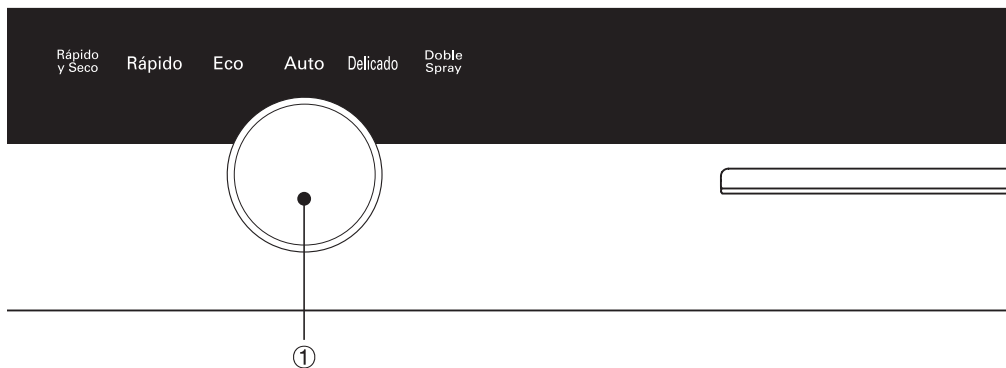 Rápido
y Seco
Rápido
Eco
Auto
Delicado
Doble
Spray
①